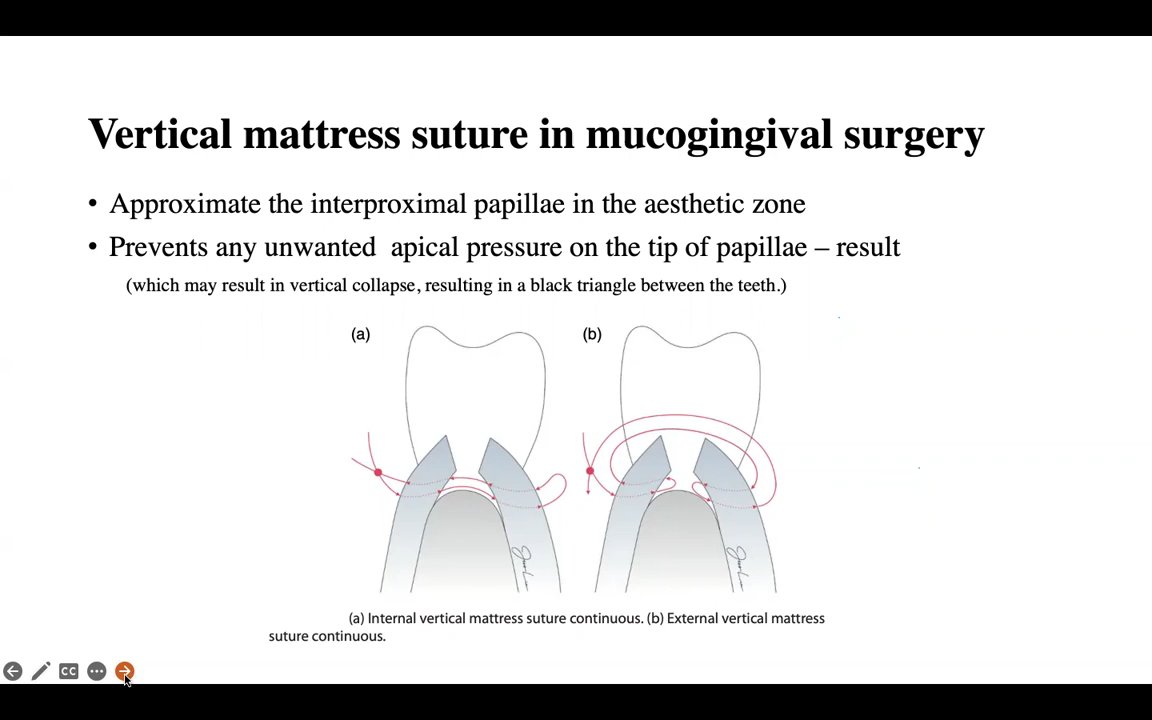 Vertical mattress suture in mucogingival surgery
• Approximate the interproximal papillae in the aesthetic zone
• Prevents any unwanted apical pressure on the tip of papillae – result
(which may result in vertical collapse, resulting in a black triangle between the teeth.)
(a)
(b)
(a) Internal vertical mattress suture continuous. (b) External vertical mattress
suture continuous.
CC